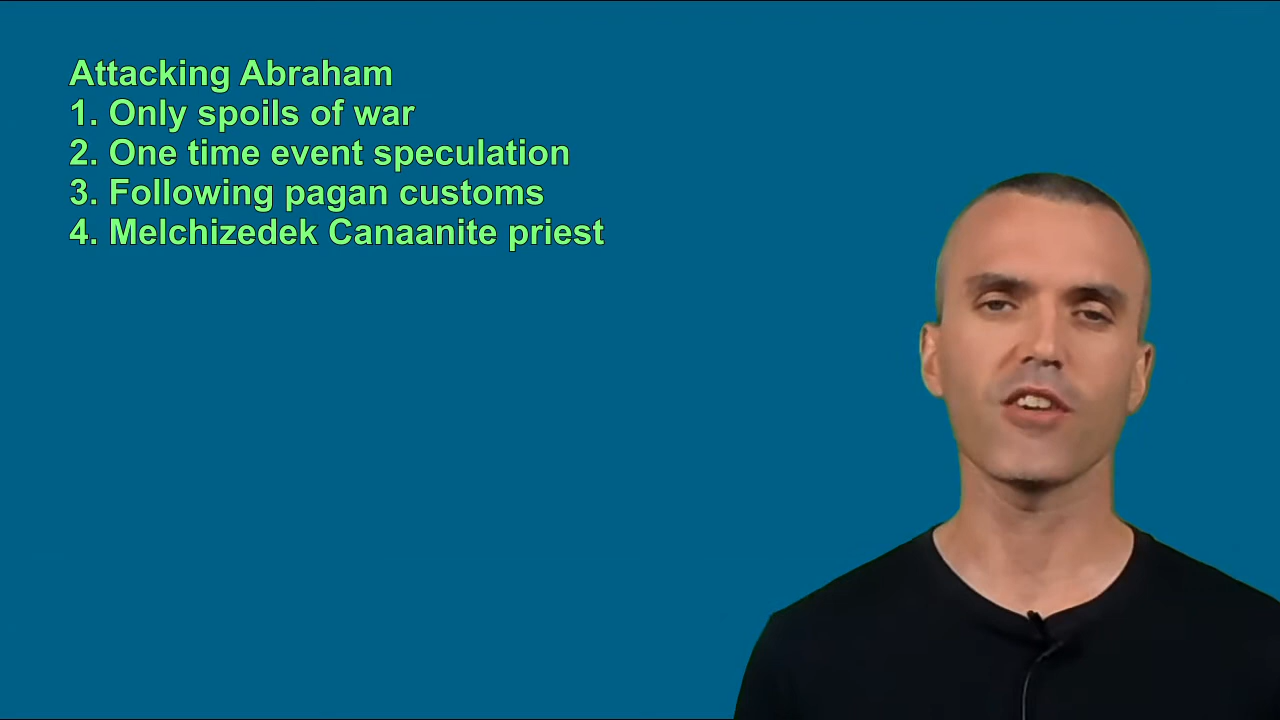 Attacking Abraham
1. Only spoils of war
2. One time event speculation
3. Following pagan customs
4. Melchizedek Canaanite priest